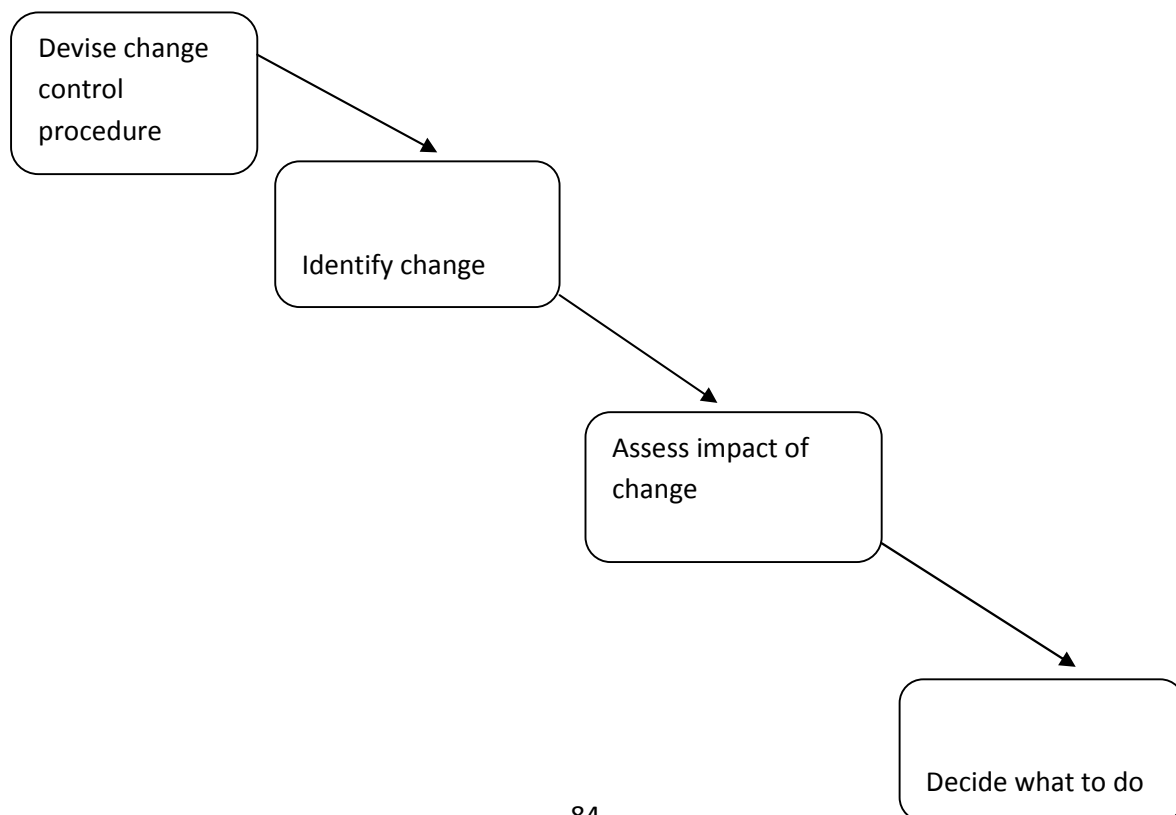 Devise change
control
procedure
Identify change
Assess impact of
change
Decide what to do
84